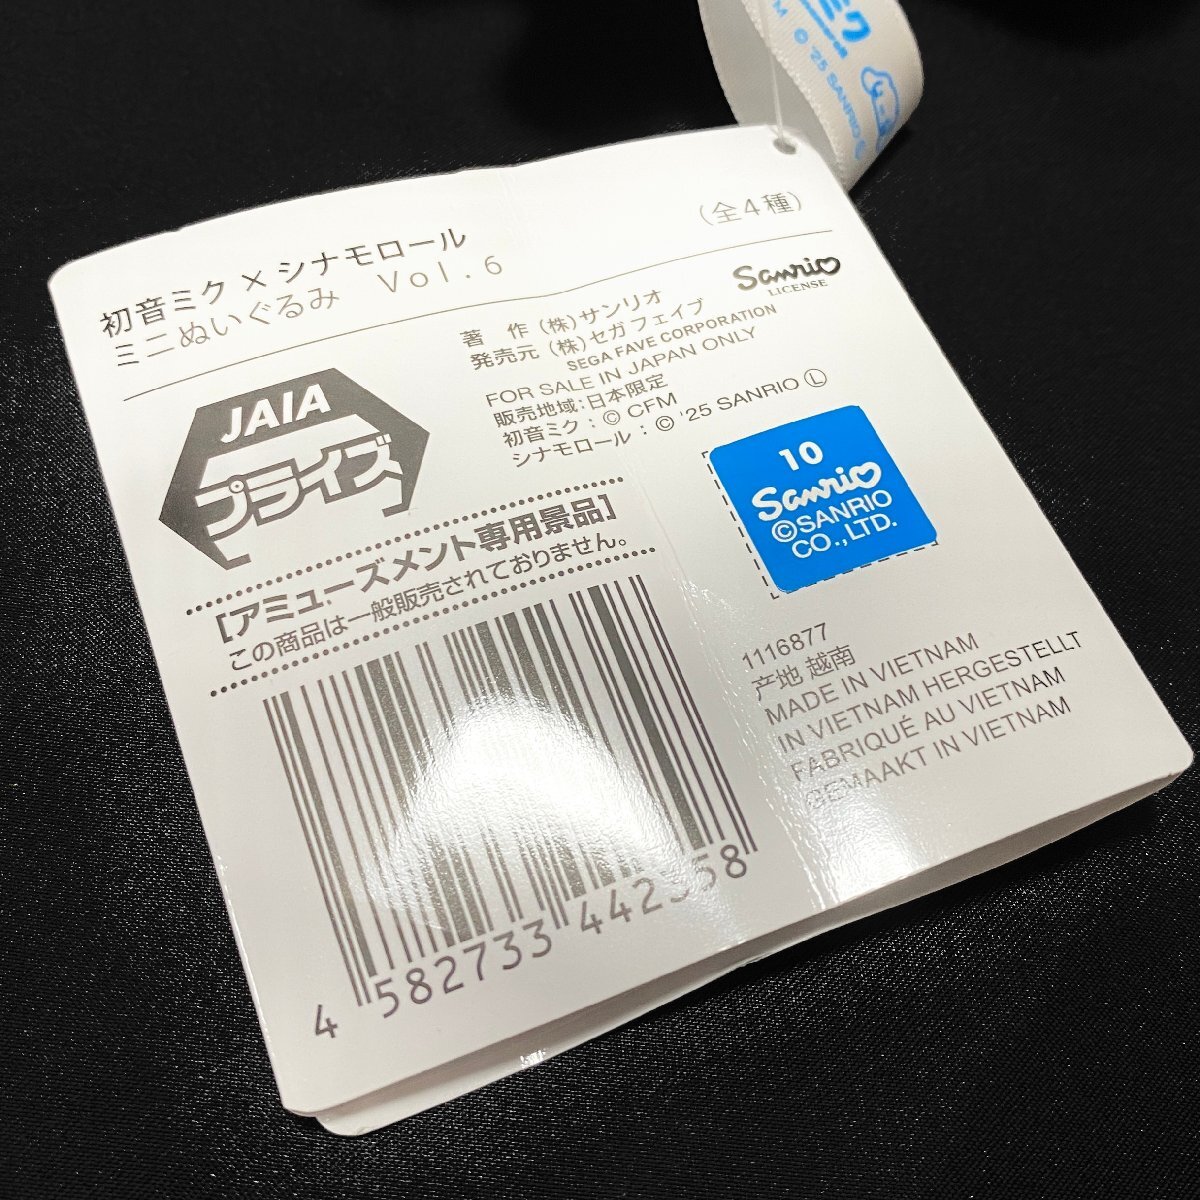 ミク
M © '25 SANRIO
初音ミク × シナモロール
ミニぬいぐるみ Vol.6
（全4種）
Sanrio
LICENSE
著 作 （株）サンリオ
発売元 （株）セガフェイブ
SEGA FAVE CORPORATION
FOR SALE IN JAPAN ONLY
販売地域：日本限定
初音ミク：© CFM
シナモロール：© '25 SANRIO Ⓛ
JAIA
プライズ
[アミューズメント専用景品]
この商品は一般販売されておりません。
10
Sanrio
©SANRIO
CO.,LTD.
1116877
产地 越南
MADE IN VIETNAM
IN VIETNAM HERGESTELLT
FABRIQUÉ AU VIETNAM
GEMAAKT IN VIETNAM
4 582733 442358